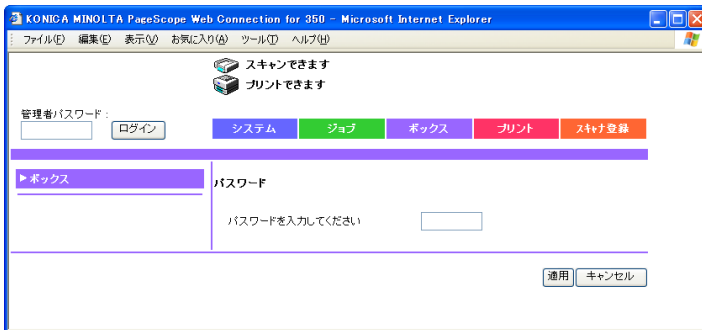 KONICA MINOLTA PageScope Web Connection for 350 - Microsoft Internet Explorer
ファイル(F) 編集(E) 表示(V) お気に入り(A) ツール(T) ヘルプ(H)
スキャンできます
プリントできます
管理者パスワード:
ログイン
システム ジョブ ボックス プリント スキャナ登録
▶ボックス
パスワード
パスワードを入力してください
適用 キャンセル